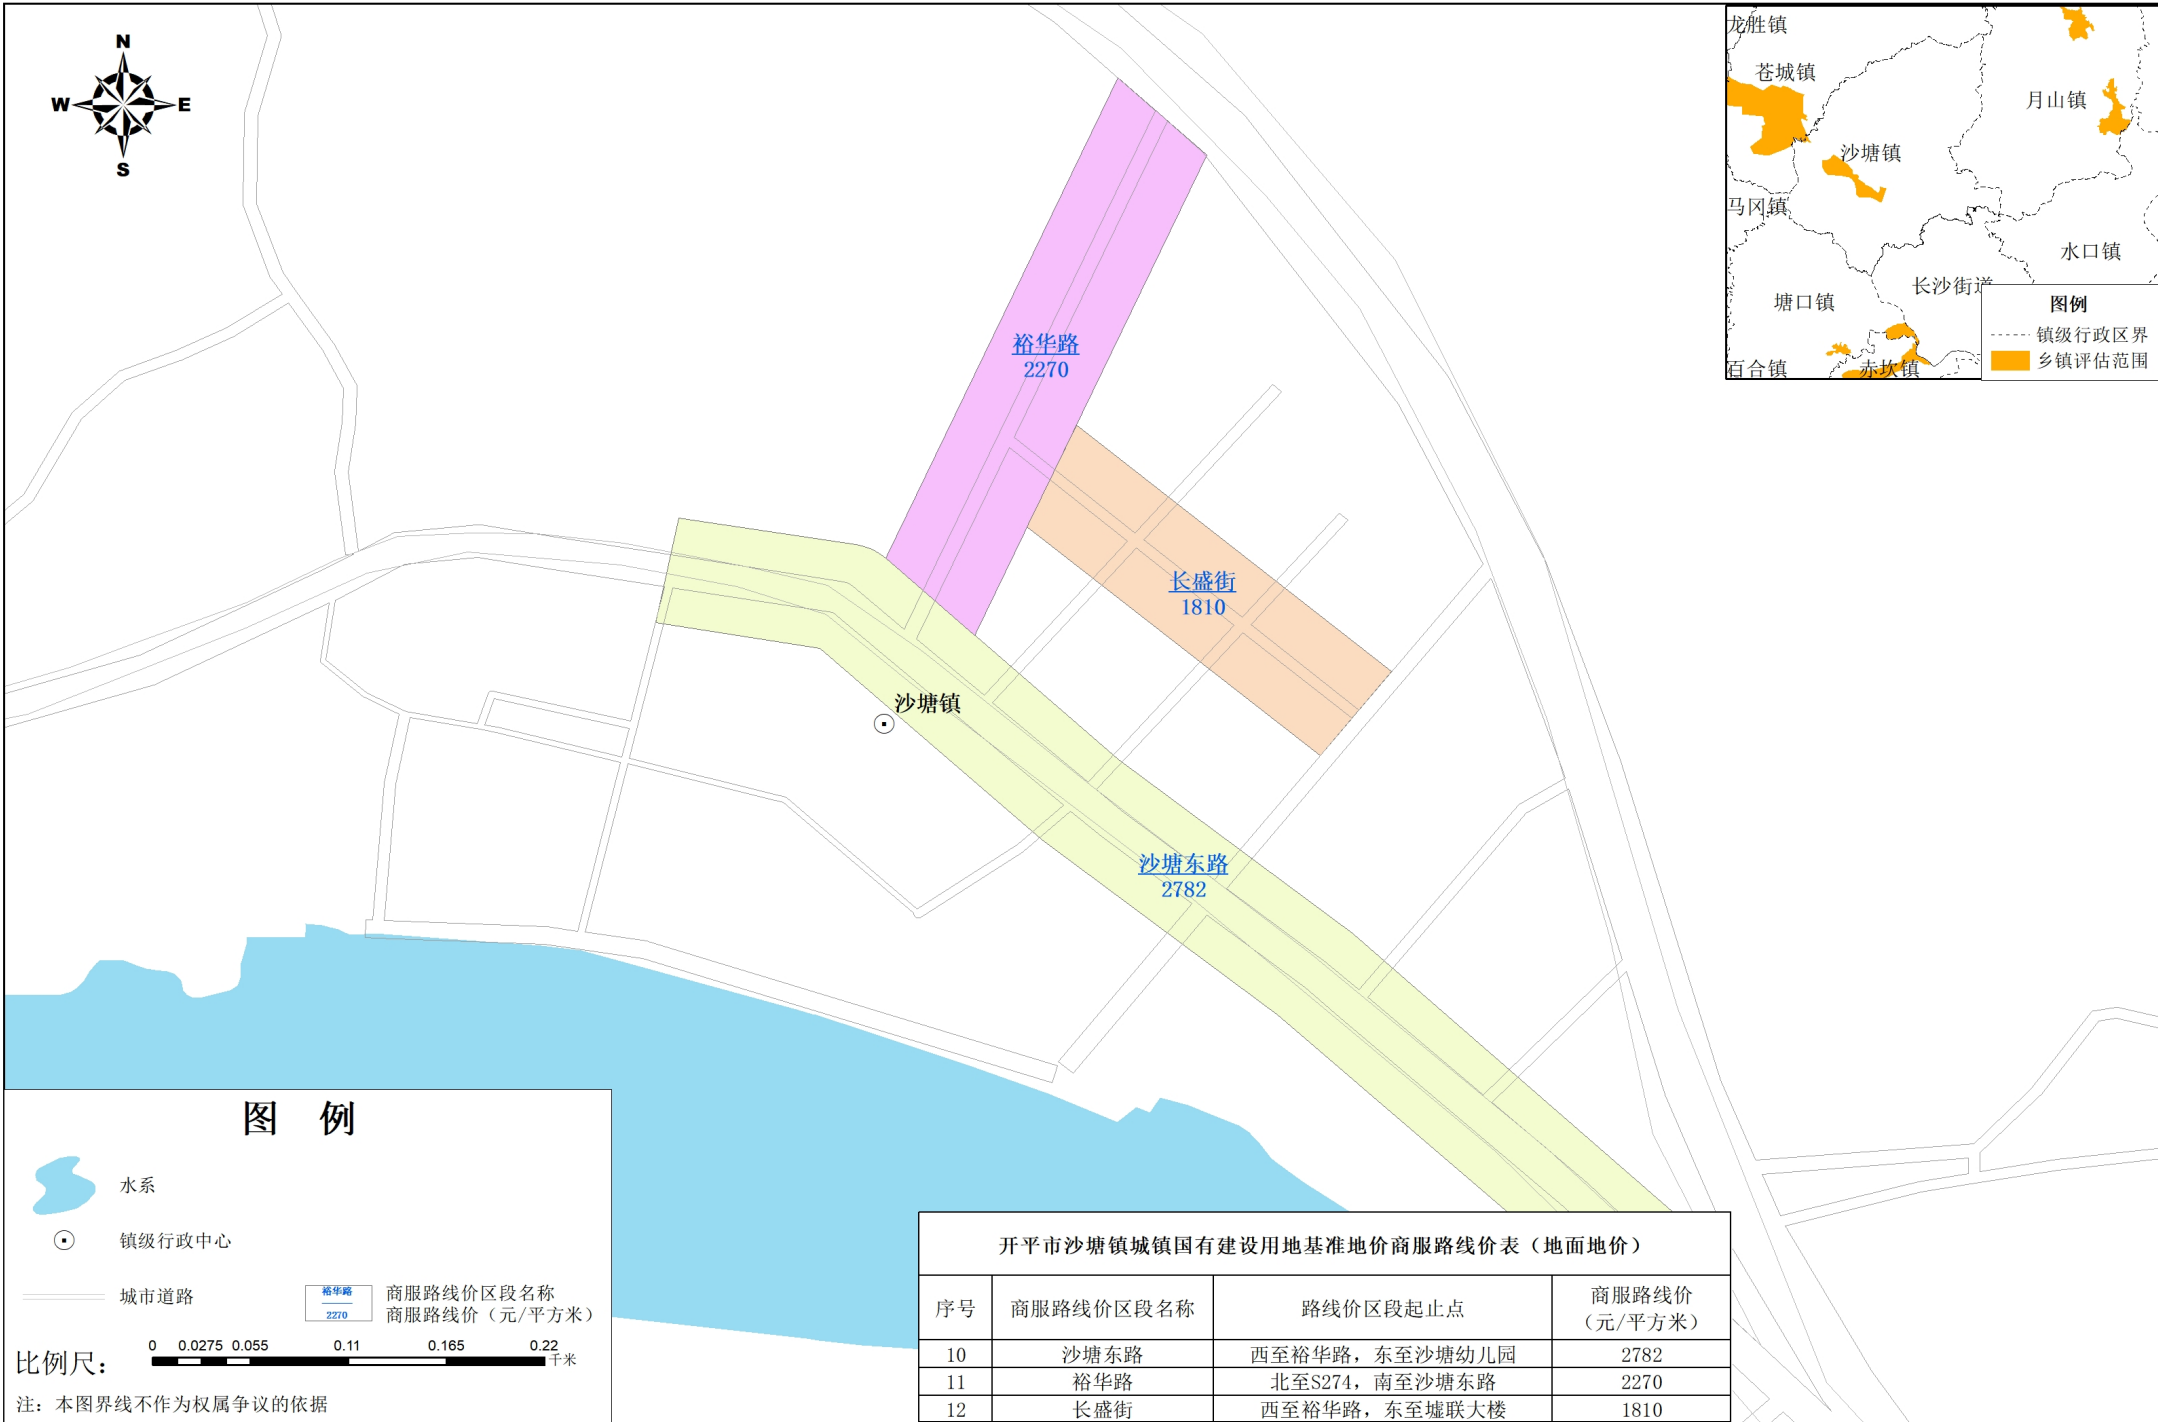 N
W
E
S
龙胜镇
苍城镇
月山镇
沙塘镇
马冈镇
水口镇
长沙街道
塘口镇
百合镇
赤坎镇
图例
镇级行政区界
乡镇评估范围
裕华路
2270
长盛街
1810
沙塘镇
沙塘东路
2782
图 例
水系
镇级行政中心
城市道路
裕华路
2270
商服路线价区段名称
商服路线价（元/平方米）
比例尺：
0 0.0275 0.055 0.11 0.165 0.22
千米
注：本图界线不作为权属争议的依据
开平市沙塘镇城镇国有建设用地基准地价商服路线价表（地面地价）
序号 商服路线价区段名称 路线价区段起止点 商服路线价
（元/平方米）
10 沙塘东路 西至裕华路，东至沙塘幼儿园 2782
11 裕华路 北至S274，南至沙塘东路 2270
12 长盛街 西至裕华路，东至墟联大楼 1810